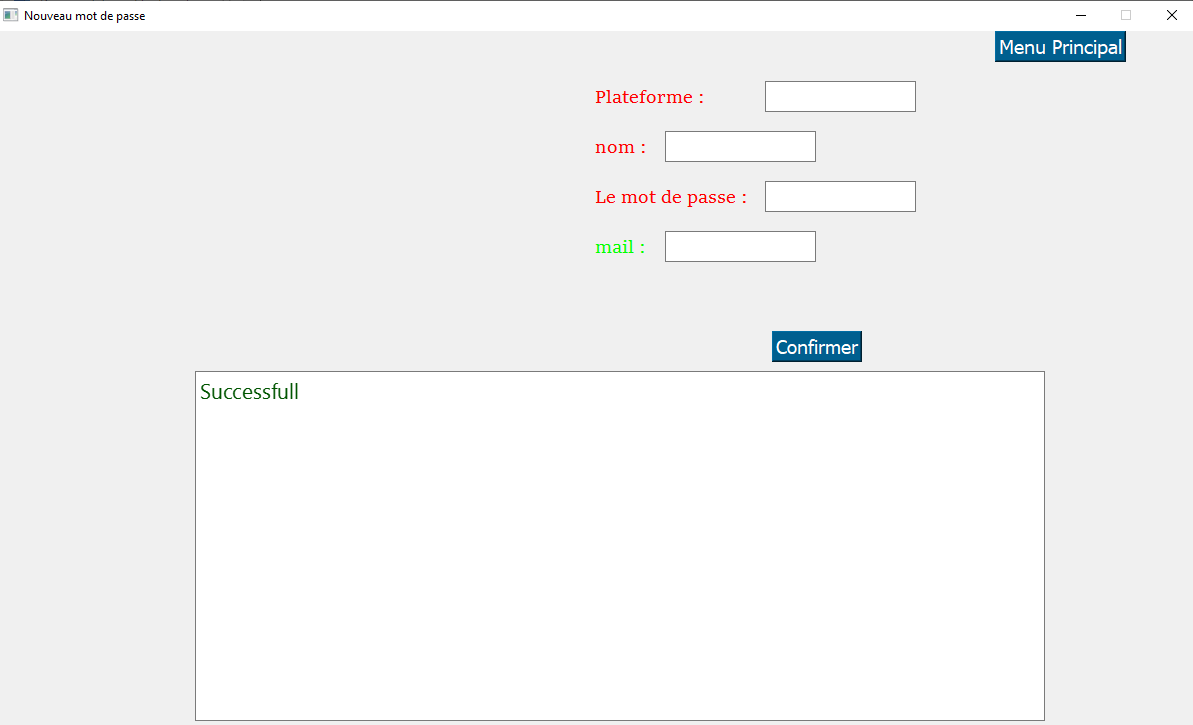 Nouveau mot de passe
Menu Principal
Plateforme :
nom :
Le mot de passe :
mail :
Confirmer
Successfull